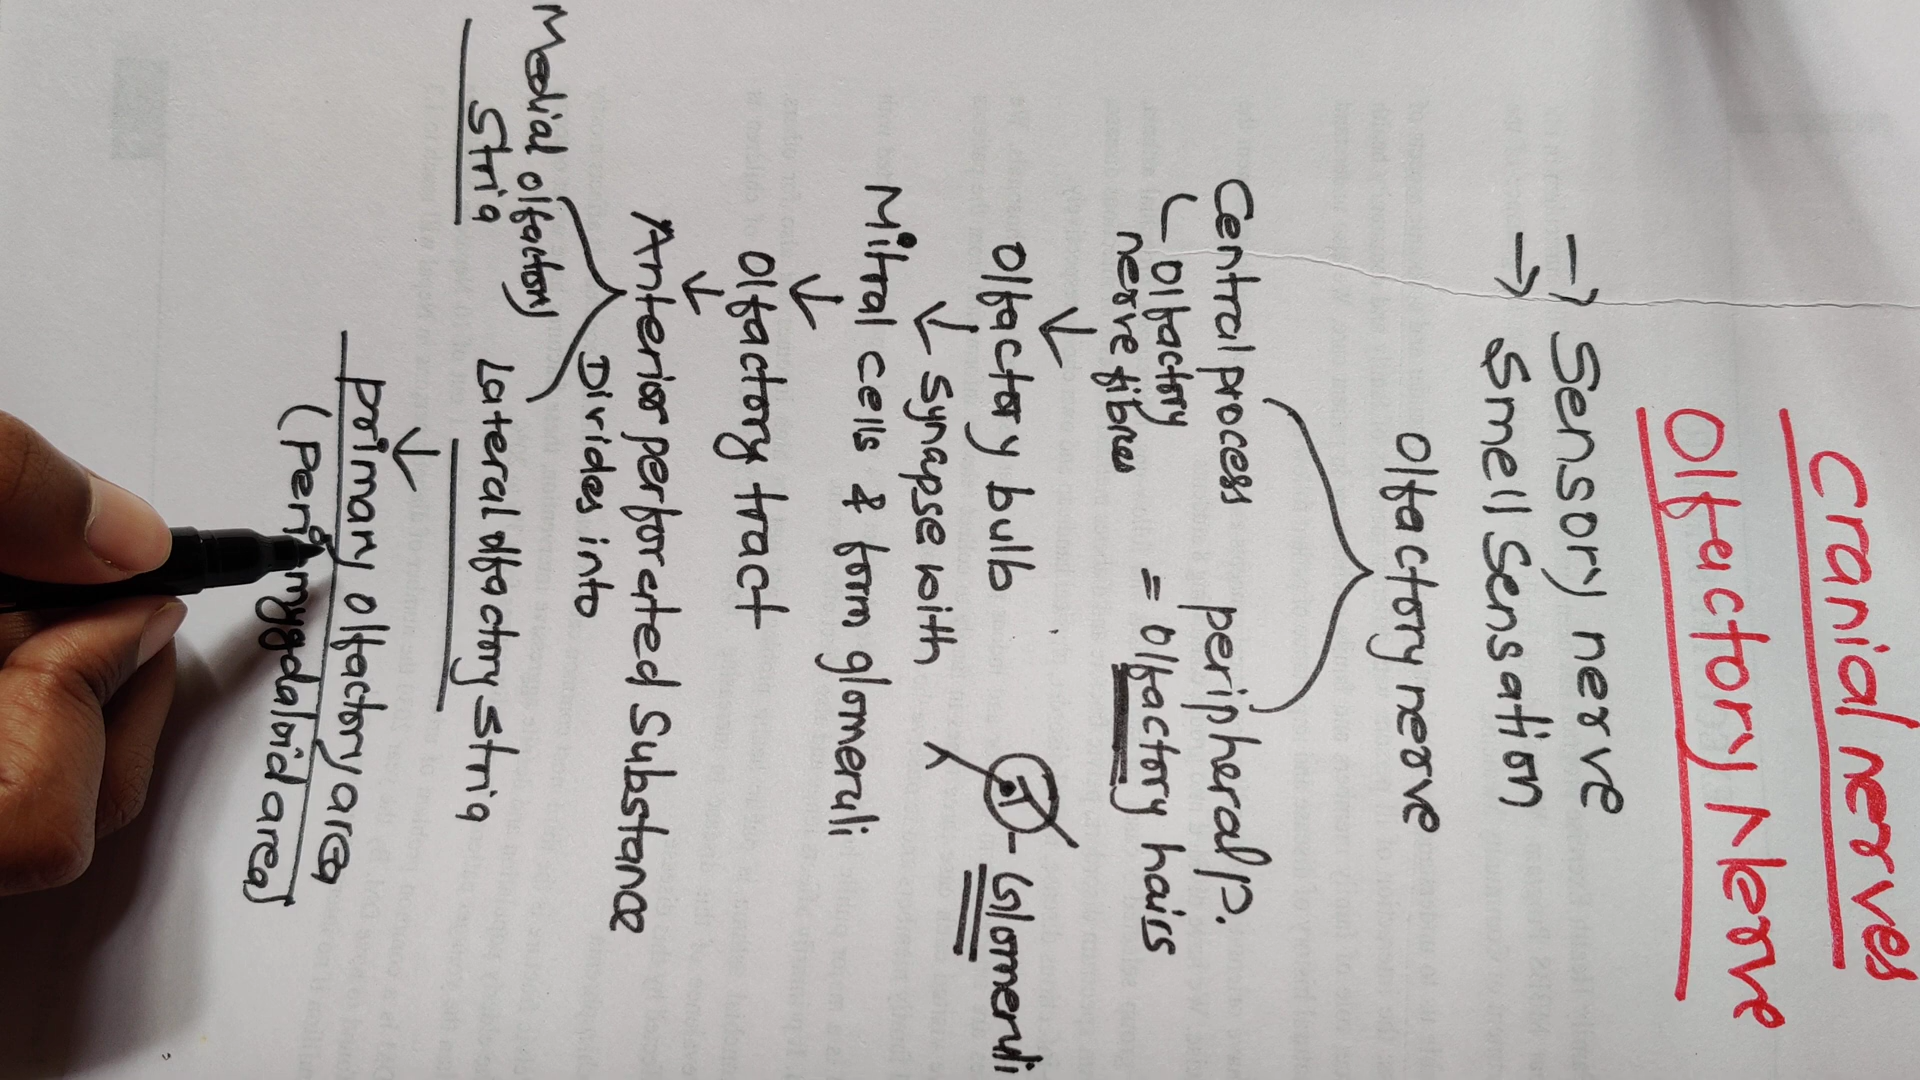 Cranial nerves
Olfactory Nerve
→ Sensory nerve
→ Smell Sensation
Olfactory nerve
Central process
peripheral P.
Olfactory
nerve fibres
= Olfactory hairs
↓
Olfactory bulb
↓ Synapse with
Glomeruli
Mitral cells & form glomeruli
↓
Olfactory tract
↓
Anterior perforated Substance
Divides into
Medial olfactory
Stria
Lateral olfactory stria
↓
primary olfactory area